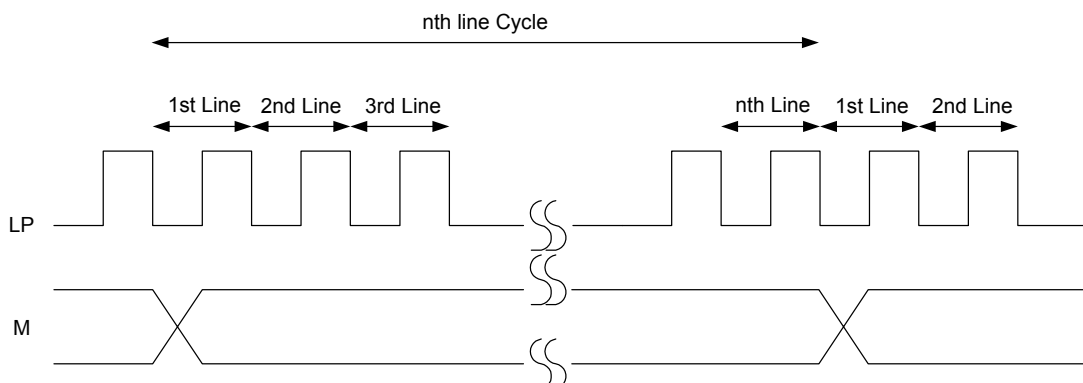 nth line Cycle
1st Line 2nd Line 3rd Line nth Line 1st Line 2nd Line
LP
M